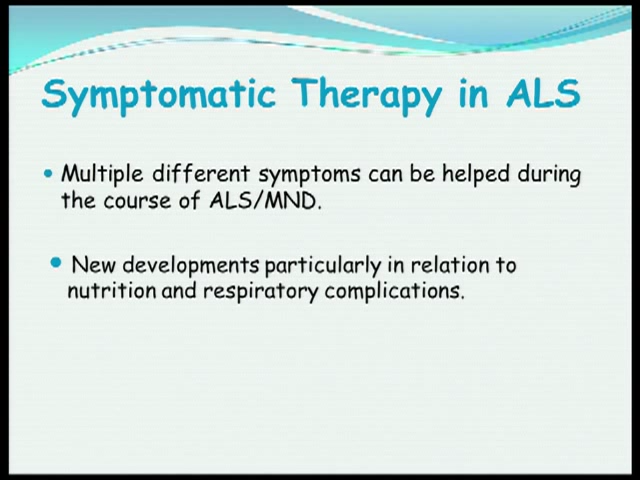 Symptomatic Therapy in ALS
• Multiple different symptoms can be helped during
the course of ALS/MND.
• New developments particularly in relation to
nutrition and respiratory complications.